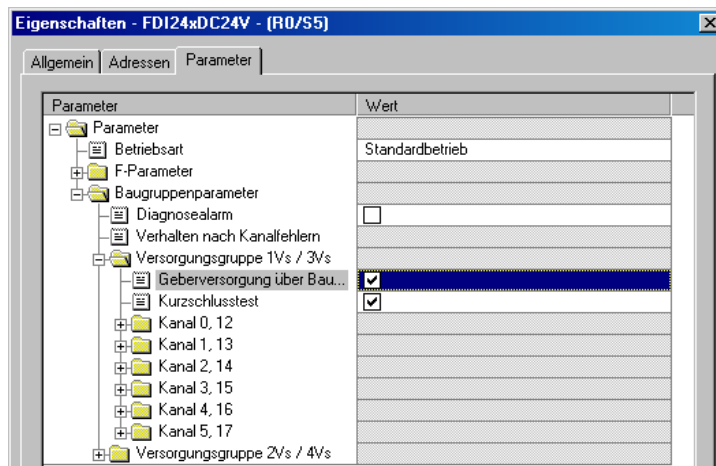 Eigenschaften - FDI24xDC24V - (R0/S5)
Allgemein Adressen Parameter
Parameter Wert
Parameter
Betriebsart Standardbetrieb
F-Parameter
Baugruppenparameter
Diagnosealarm
Verhalten nach Kanalfehlern
Versorgungsgruppe 1Vs / 3Vs
Geberversorgung über Bau...
Kurzschlusstest
Kanal 0, 12
Kanal 1, 13
Kanal 2, 14
Kanal 3, 15
Kanal 4, 16
Kanal 5, 17
Versorgungsgruppe 2Vs / 4Vs